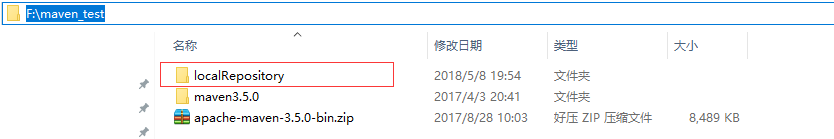 F:\maven_test
名称 修改日期 类型 大小
localRepository 2018/5/8 19:54 文件夹
maven3.5.0 2017/4/3 20:41 文件夹
apache-maven-3.5.0-bin.zip 2017/8/28 10:03 好压 ZIP 压缩文件 8,489 KB